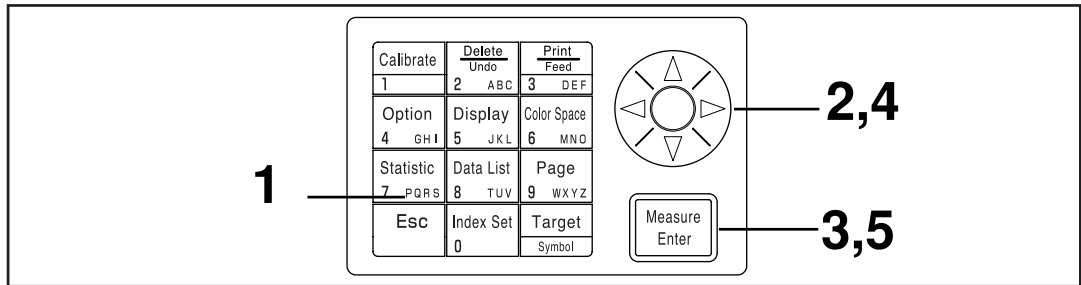 Calibrate
1
Delete
Undo
2 ABC
Print
Feed
3 DEF
Option
4 GHI
Display
5 JKL
Color Space
6 MNO
Statistic
7 PQRS
Data List
8 TUV
Page
9 WXYZ
Esc
Index Set
0
Target
Symbol
Measure
Enter
1
2,4
3,5